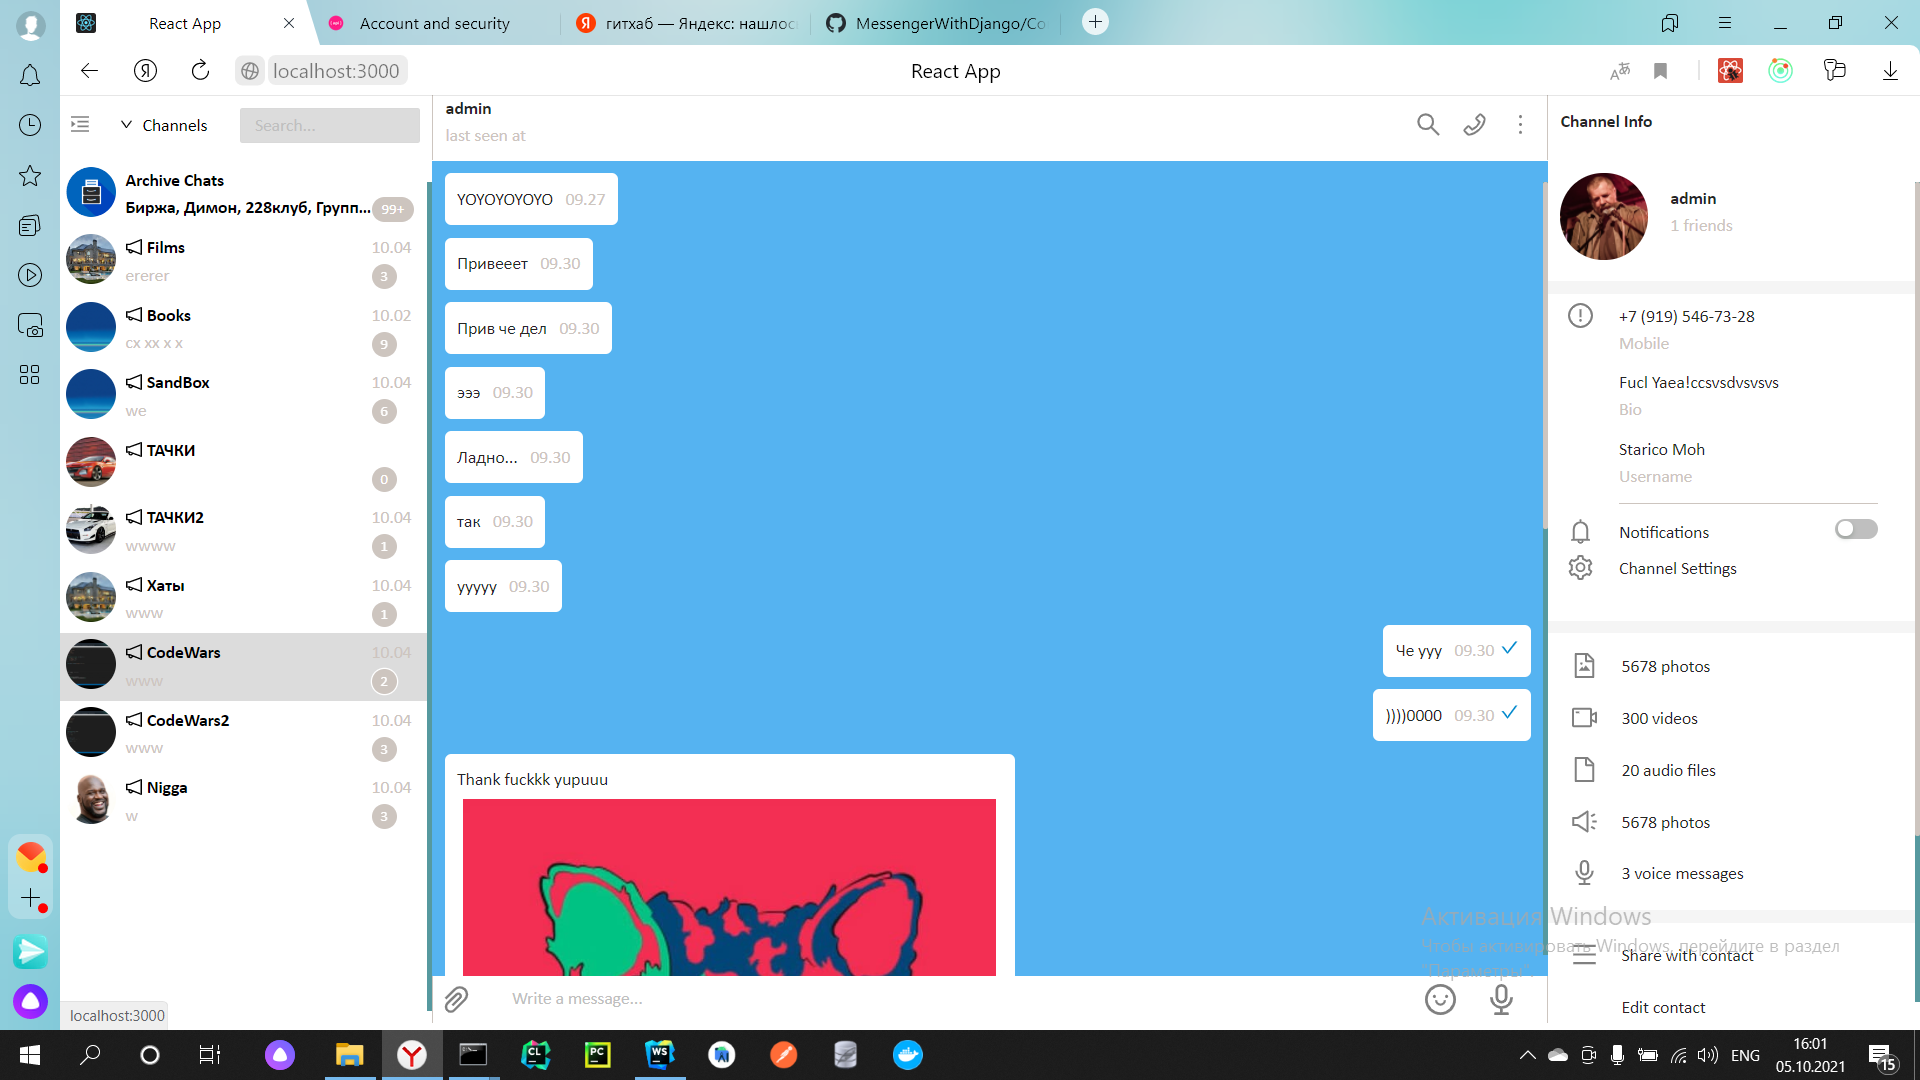 React App
Account and security
гитхаб — Яндекс: нашлос
MessengerWithDjango/Co
localhost:3000
React App
Channels
Search...
Archive Chats
Биржа, Димон, 228клуб, Групп...
99+
Films
10.04
ererer
3
Books
10.02
cx xx x x
9
SandBox
10.04
we
6
ТАЧКИ
0
ТАЧКИ2
10.04
wwww
1
Хаты
10.04
www
1
CodeWars
10.04
www
2
CodeWars2
10.04
www
3
Nigga
10.04
w
3
localhost:3000
admin
last seen at
YOYOYOYOYO 09.27
Привееет 09.30
Прив че дел 09.30
эээ 09.30
Ладно... 09.30
так 09.30
ууууу 09.30
Че ууу 09.30
))))0000 09.30
Thank fuckkk yupuuu
Write a message...
Channel Info
admin
1 friends
+7 (919) 546-73-28
Mobile
Fucl Yaea!ccsvsdvsvsvs
Bio
Starico Moh
Username
Notifications
Channel Settings
5678 photos
300 videos
20 audio files
5678 photos
3 voice messages
Активация Windows
Чтобы активировать Windows, перейдите в раздел
"Параметры".
Share with contact
Edit contact
CL
PC
WS
ENG
16:01
05.10.2021
15